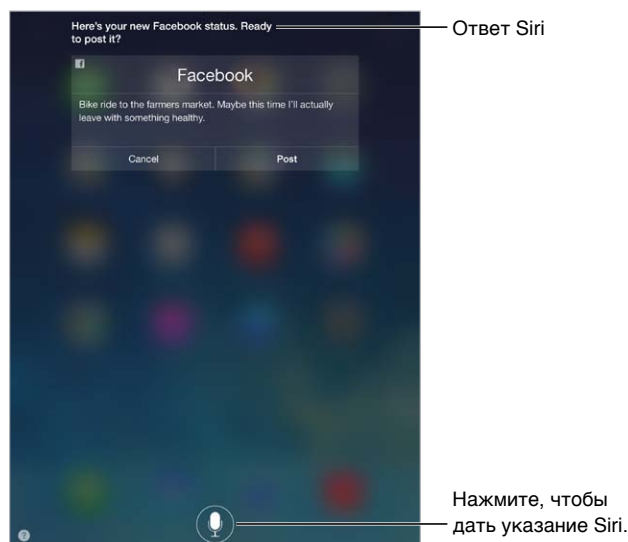 Here's your new Facebook status. Ready
to post it?
Ответ Siri
Facebook
Bike ride to the farmers market. Maybe this time I'll actually
leave with something healthy.
Cancel Post
Нажмите, чтобы
дать указание Siri.
?